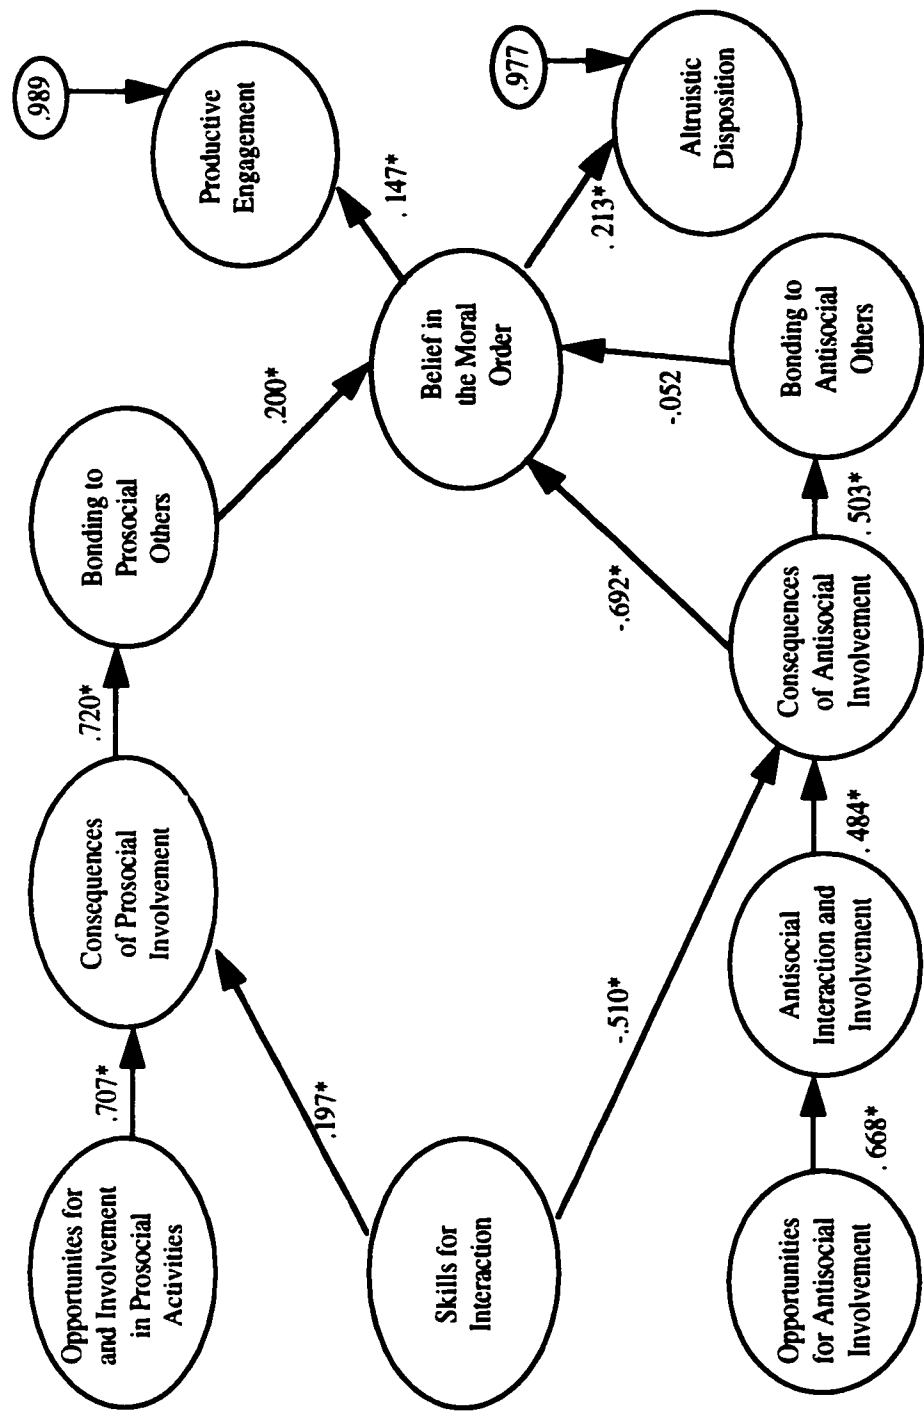 Opportunites for
and Involvement
in Prosocial
Activities
.707*
Consequences
of Prosocial
Involvement
.720*
Bonding to
Prosocial
Others
.200*
.989
Productive
Engagement
.147*
Skills for
Interaction
.197*
-.510*
Belief in
the Moral
Order
.213*
.977
Altruistic
Disposition
-.692*
-.052
Opportunities
for Antisocial
Involvement
.668*
Antisocial
Interaction and
Involvement
.484*
Consequences
of Antisocial
Involvement
.503*
Bonding to
Antisocial
Others